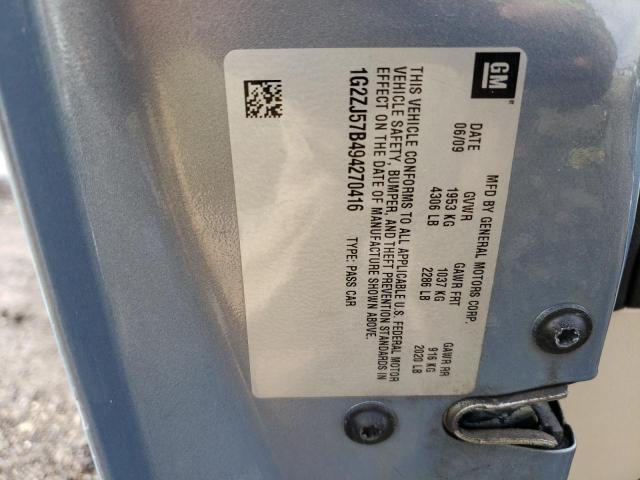 GM
®
DATE
06/09
MFD BY GENERAL MOTORS CORP.
GVWR GAWR FRT GAWR RR
1953 KG 1037 KG 916 KG
4306 LB 2286 LB 2020 LB
THIS VEHICLE CONFORMS TO ALL APPLICABLE U.S. FEDERAL MOTOR
VEHICLE SAFETY, BUMPER, AND THEFT PREVENTION STANDARDS IN
EFFECT ON THE DATE OF MANUFACTURE SHOWN ABOVE.
1G2ZJ57B494270416 TYPE: PASS CAR